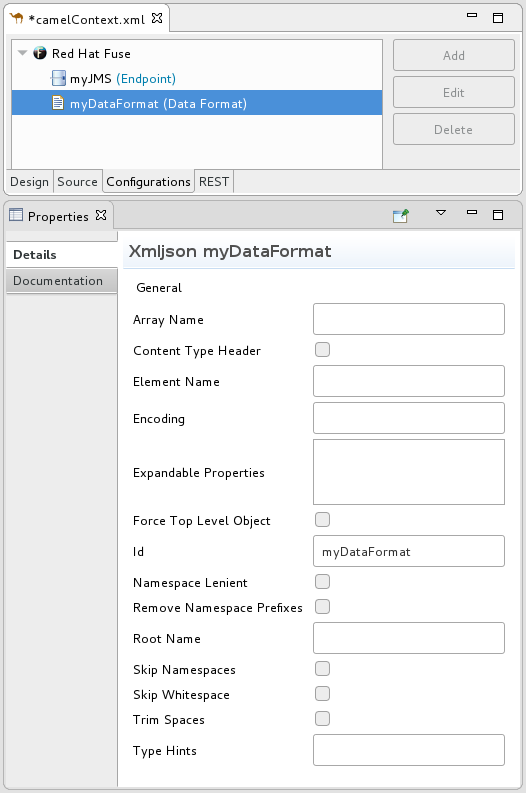 *camelContext.xml
Red Hat Fuse
myJMS (Endpoint)
myDataFormat (Data Format)
Add
Edit
Delete
Design Source Configurations REST
Properties
Details
Documentation
Xmljson myDataFormat
General
Array Name
Content Type Header
Element Name
Encoding
Expandable Properties
Force Top Level Object
Id myDataFormat
Namespace Lenient
Remove Namespace Prefixes
Root Name
Skip Namespaces
Skip Whitespace
Trim Spaces
Type Hints